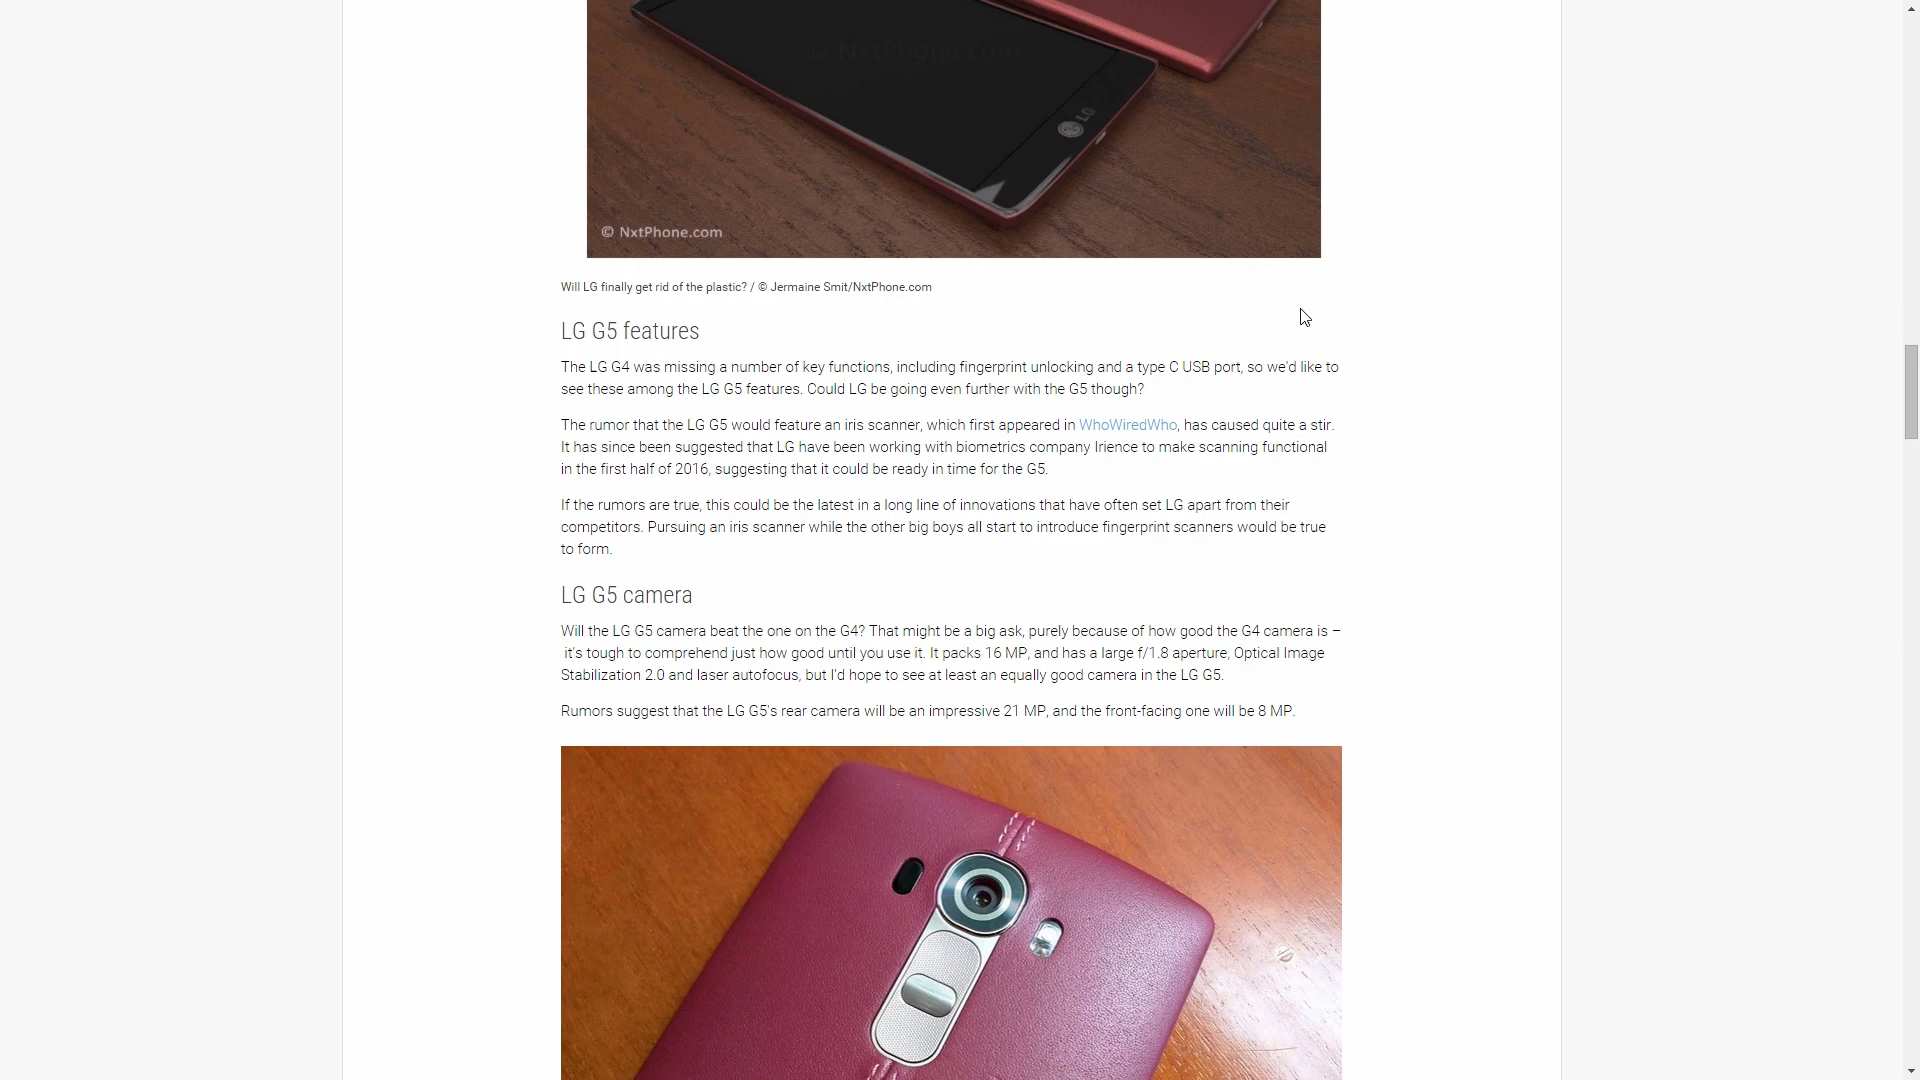 © NxtPhone.com
LG
© NxtPhone.com
Will LG finally get rid of the plastic? / © Jermaine Smit/NxtPhone.com
LG G5 features
The LG G4 was missing a number of key functions, including fingerprint unlocking and a type C USB port, so we'd like to
see these among the LG G5 features. Could LG be going even further with the G5 though?
The rumor that the LG G5 would feature an iris scanner, which first appeared in WhoWiredWho, has caused quite a stir.
It has since been suggested that LG have been working with biometrics company Irience to make scanning functional
in the first half of 2016, suggesting that it could be ready in time for the G5.
If the rumors are true, this could be the latest in a long line of innovations that have often set LG apart from their
competitors. Pursuing an iris scanner while the other big boys all start to introduce fingerprint scanners would be true
to form.
LG G5 camera
Will the LG G5 camera beat the one on the G4? That might be a big ask, purely because of how good the G4 camera is –
it's tough to comprehend just how good until you use it. It packs 16 MP, and has a large f/1.8 aperture, Optical Image
Stabilization 2.0 and laser autofocus, but I'd hope to see at least an equally good camera in the LG G5.
Rumors suggest that the LG G5's rear camera will be an impressive 21 MP, and the front-facing one will be 8 MP.